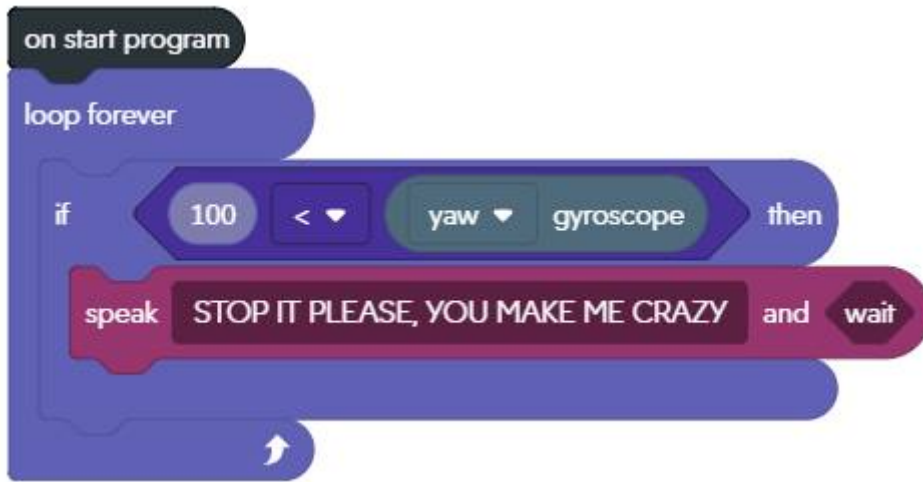 on start program
loop forever
if 100 < yaw gyroscope then
speak STOP IT PLEASE, YOU MAKE ME CRAZY and wait